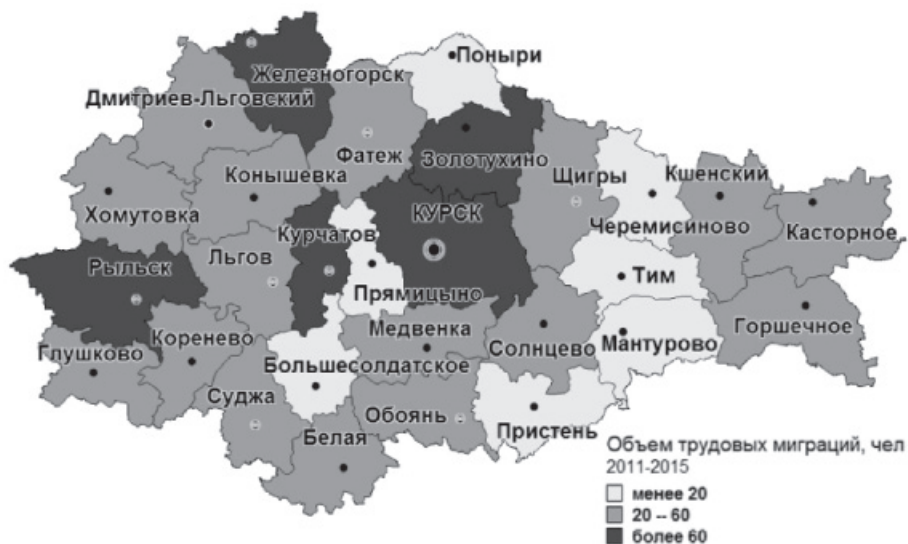 Поныри
Железногорск
Дмитриев-Льговский
Фатеж
Золотухино
Конышевка
Щигры
Кшенский
Хомутовка
КУРСК
Черемисиново
Касторное
Курчатов
Рыльск
Льгов
Тим
Прямицыно
Медвенка
Горшечное
Глушково
Коренево
Солнцево
Мантурово
Большесолдатское
Суджа
Обоянь
Белая
Пристень
Объем трудовых миграций, чел
2011-2015
менее 20
20 -- 60
более 60